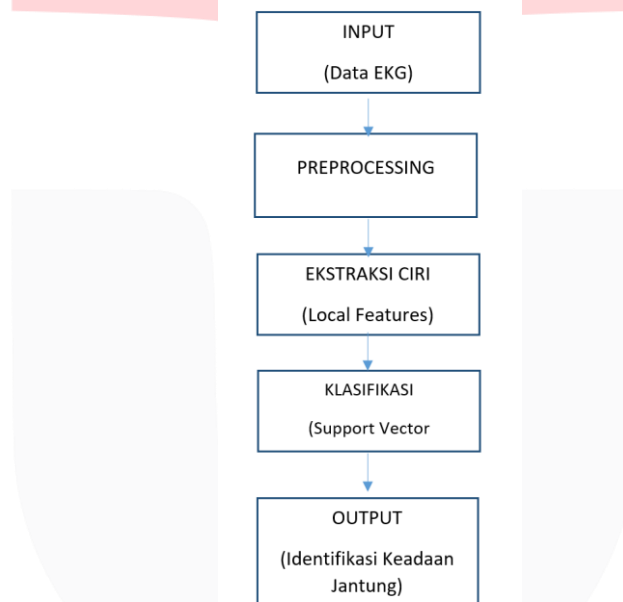 INPUT
(Data EKG)
PREPROCESSING
EKSTRAKSI CIRI
(Local Features)
KLASIFIKASI
(Support Vector
OUTPUT
(Identifikasi Keadaan
Jantung)